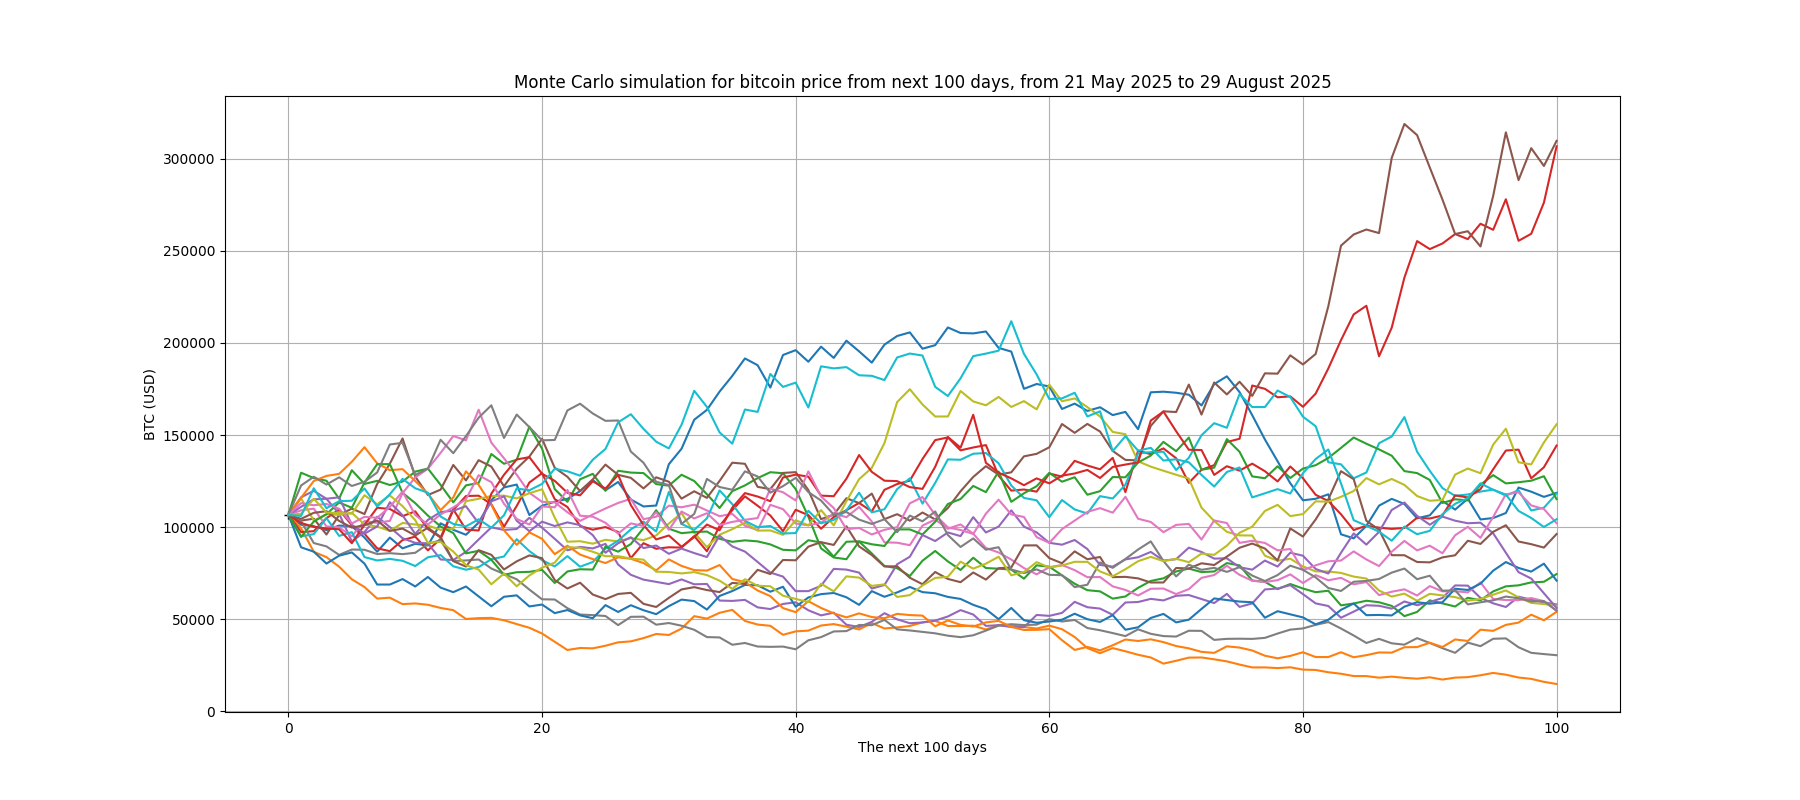 Monte Carlo simulation for bitcoin price from next 100 days, from 21 May 2025 to 29 August 2025
BTC (USD)
300000
250000
200000
150000
100000
50000
0
0 20 40 60 80 100
The next 100 days